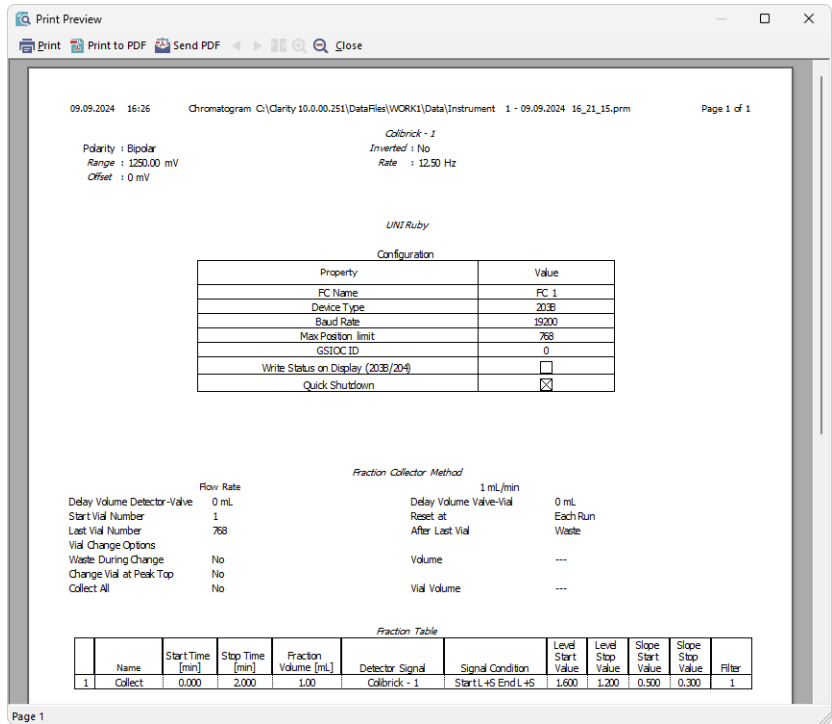 Print Preview
Print Print to PDF Send PDF Close
09.09.2024 16:26 Chromatogram C:\Clarity 10.0.00.251\DataFiles\WORK1\Data\Instrument 1 - 09.09.2024 16_21_15.prm Page 1 of 1
Colibrick - 1
Polarity : Bipolar Inverted : No
Range : 1250.00 mV Rate : 12.50 Hz
Offset : 0 mV
UNI Ruby
Configuration
Property Value
FC Name FC 1
Device Type 203B
Baud Rate 19200
Max Position limit 768
GSIOC ID 0
Write Status on Display (203B/204)
Quick Shutdown
Fraction Collector Method
Flow Rate 1 mL/min
Delay Volume Detector-Valve 0 mL Delay Volume Valve-Vial 0 mL
Start Vial Number 1 Reset at Each Run
Last Vial Number 768 After Last Vial Waste
Vial Change Options
Waste During Change No Volume ---
Change Vial at Peak Top No
Collect All No Vial Volume ---
Fraction Table
Name Start Time [min] Stop Time [min] Fraction Volume [mL] Detector Signal Signal Condition Level Start Value Level Stop Value Slope Start Value Slope Stop Value Filter
1 Collect 0.000 2.000 1.00 Colibrick - 1 Start L+S End L+S 1.600 1.200 0.500 0.300 1
Page 1